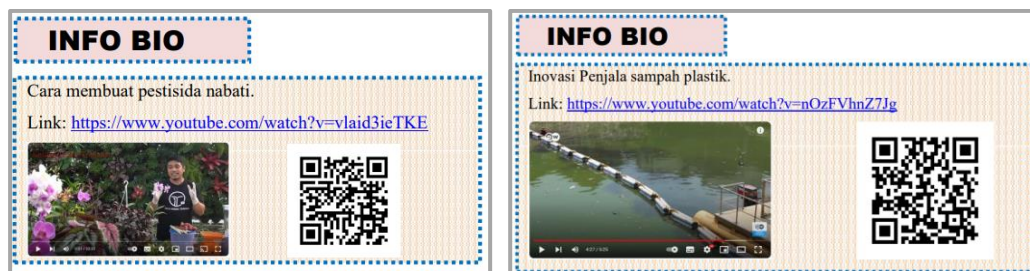 INFO BIO
Cara membuat pestisida nabati.
Link: https://www.youtube.com/watch?v=vlaid3ieTKE
INFO BIO
Inovasi Penjala sampah plastik.
Link: https://www.youtube.com/watch?v=nOzFVhnZ7Jg